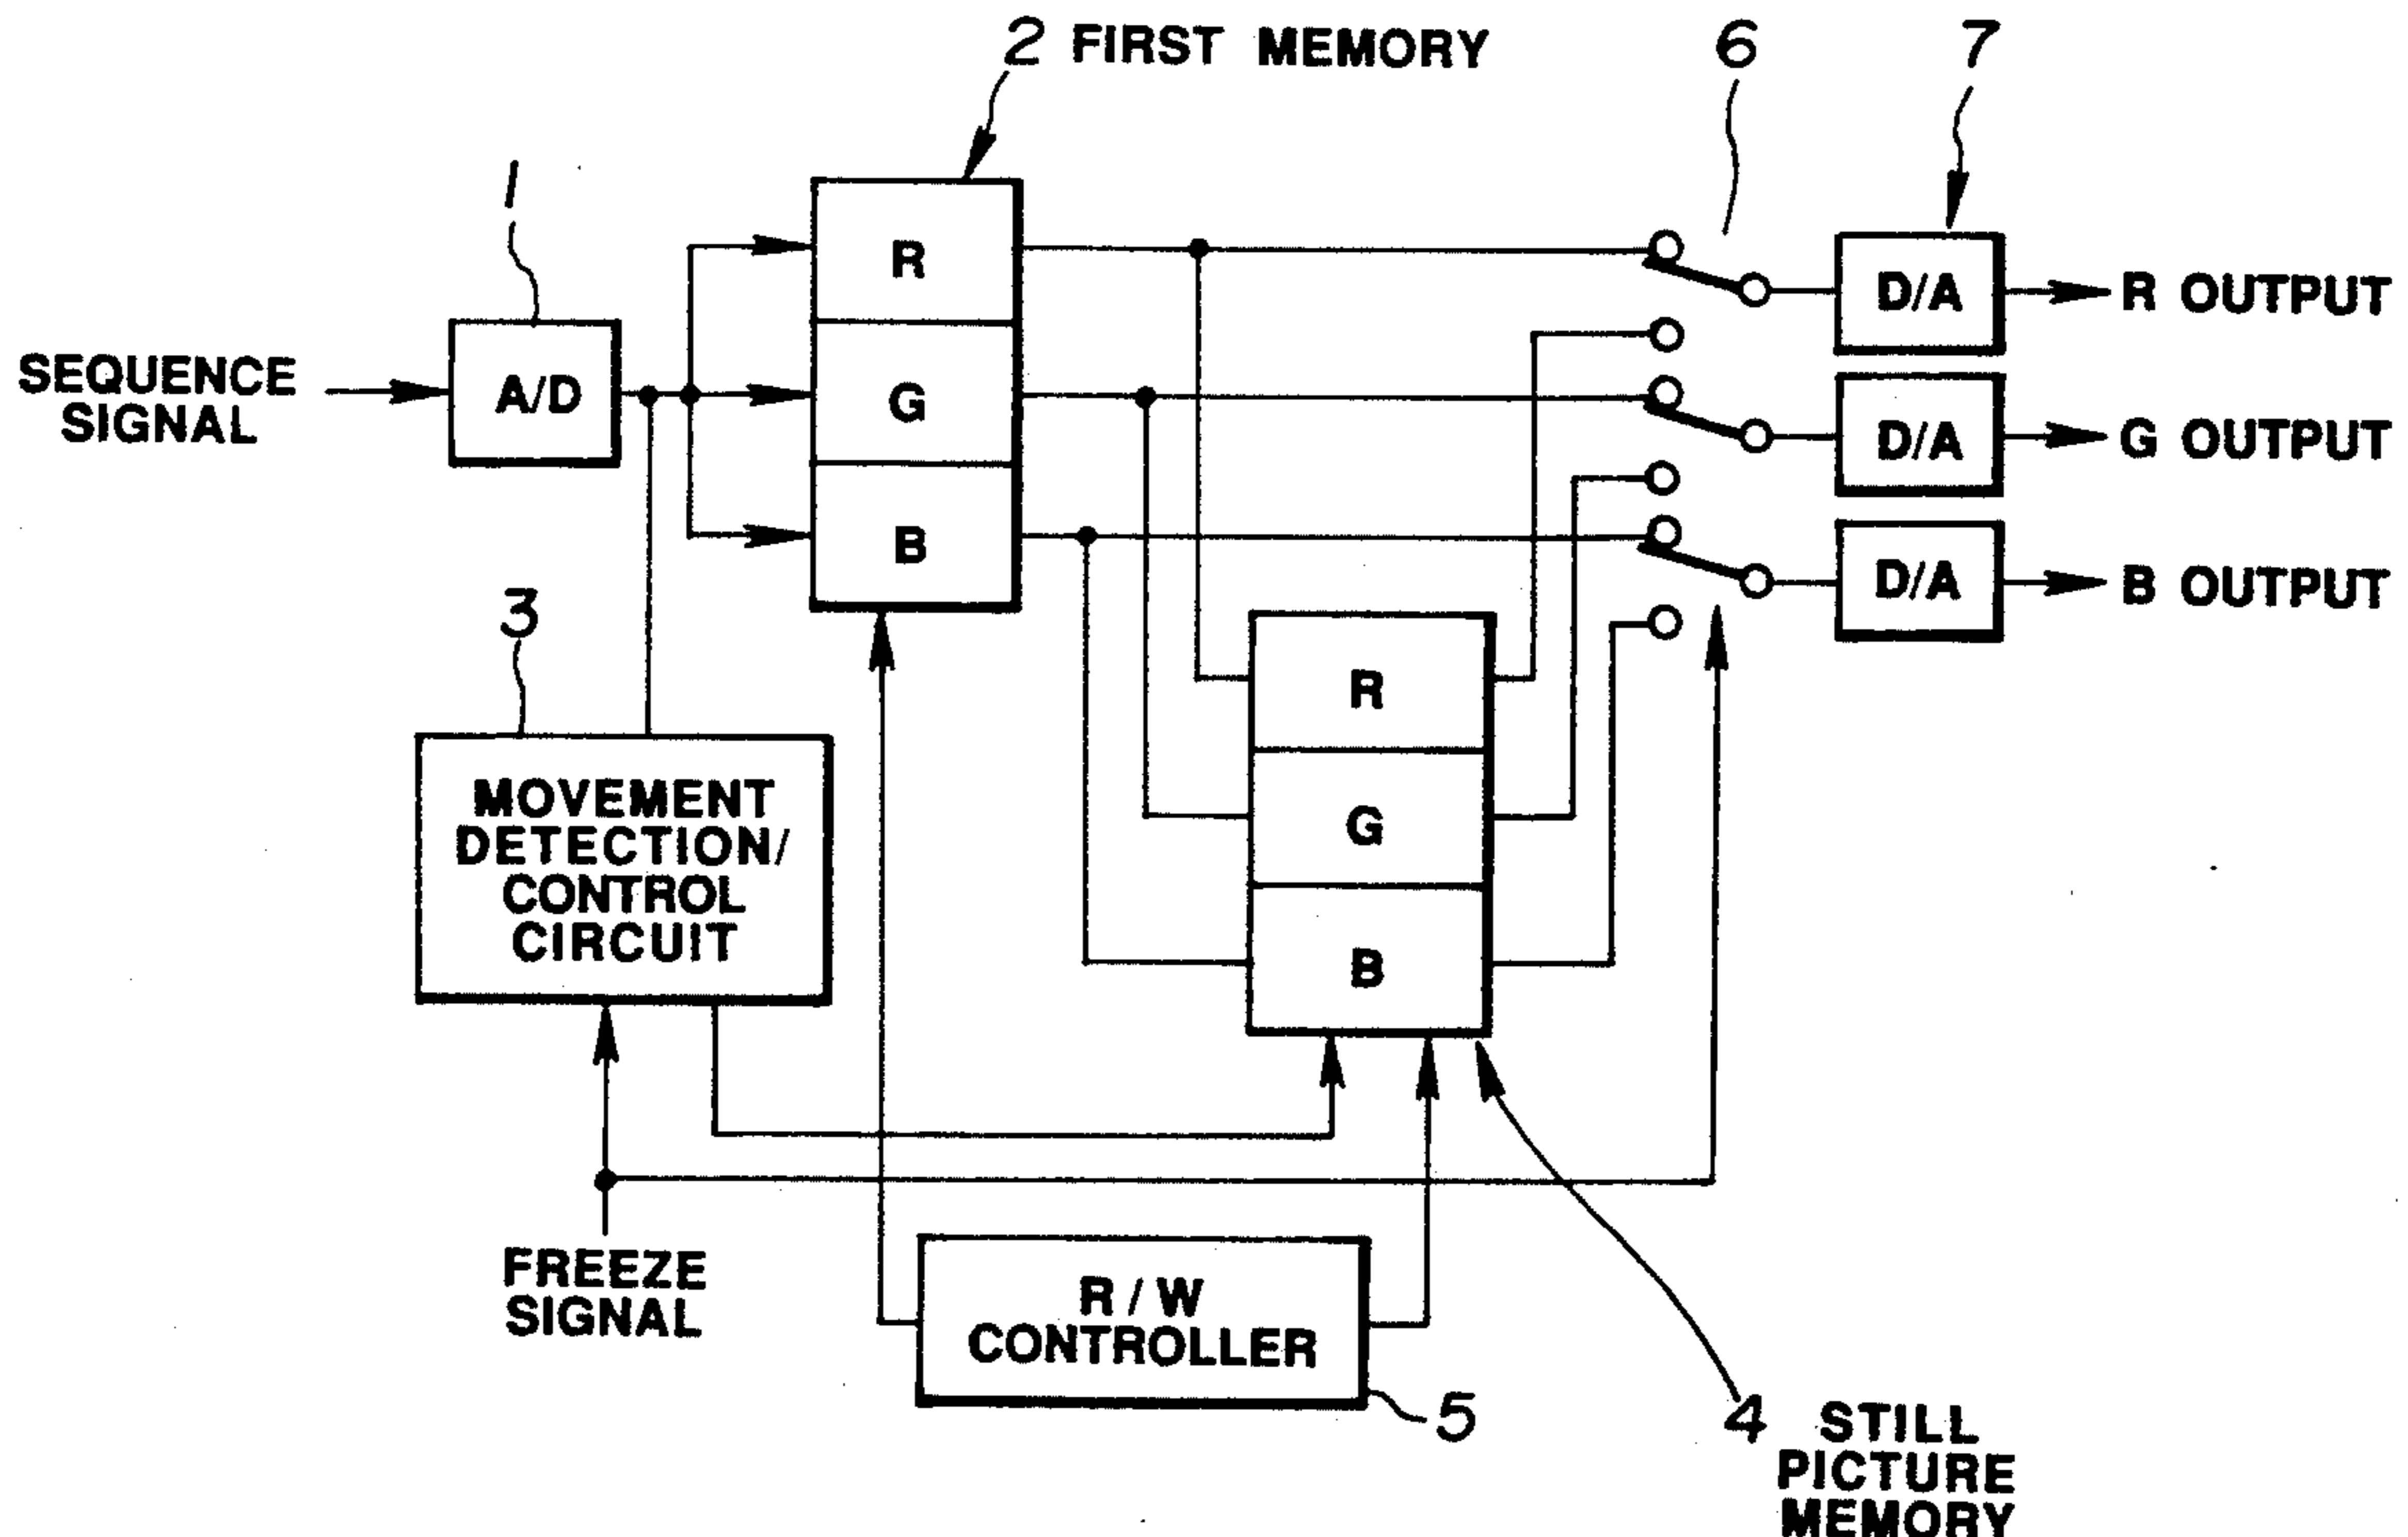 2 FIRST MEMORY
6
7
1
R
D/A
R OUTPUT
SEQUENCE
SIGNAL
A/D
G
D/A
G OUTPUT
B
D/A
B OUTPUT
3
R
MOVEMENT
DETECTION/
CONTROL
CIRCUIT
G
B
FREEZE
SIGNAL
R / W
CONTROLLER
5
4
STILL
PICTURE
MEMORY